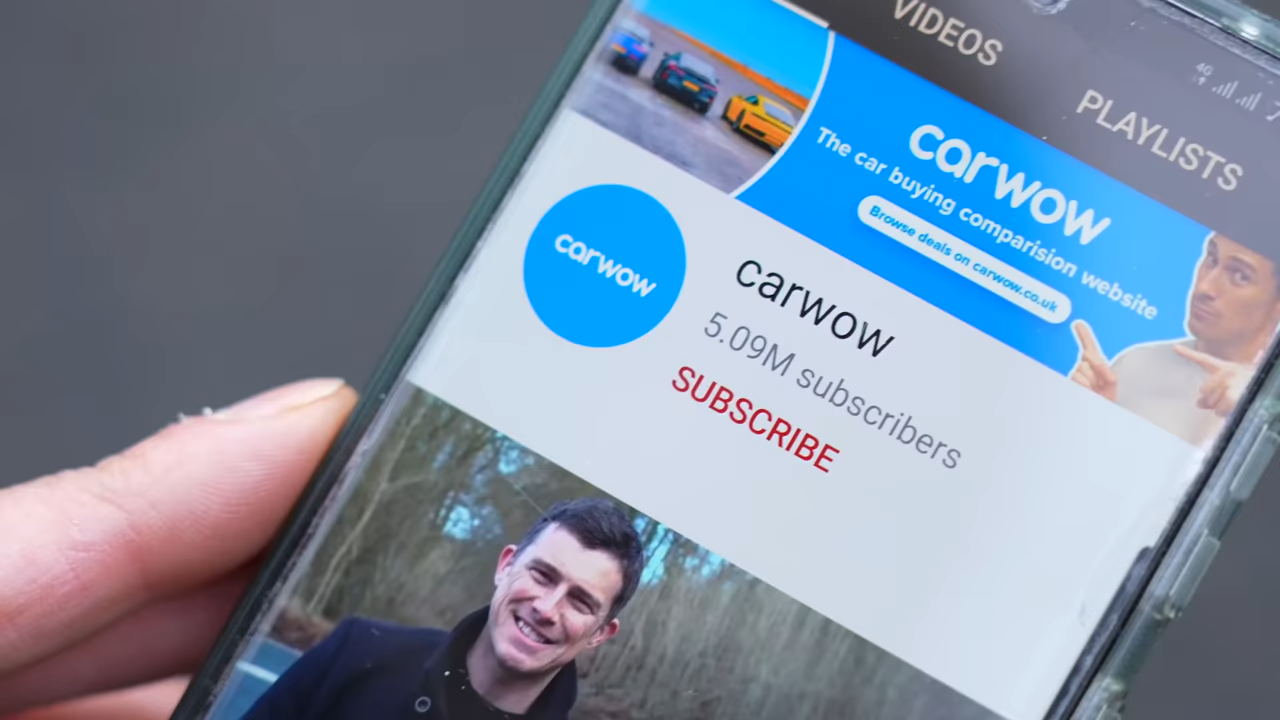 VIDEOS
PLAYLISTS
4G
carwow
The car buying comparision website
Browse deals on carwow.co.uk
carwow
carwow
5.09M subscribers
SUBSCRIBE